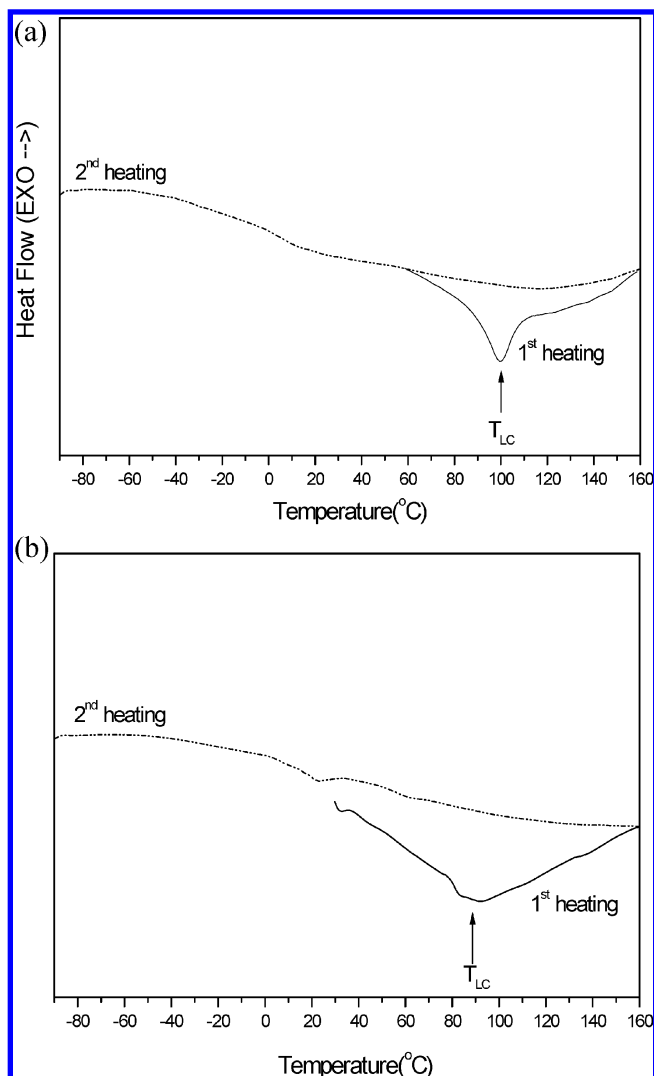 (a)
Heat Flow (EXO -->)
2nd heating
1st heating
TLC
-80 -60 -40 -20 0 20 40 60 80 100 120 140 160
Temperature(°C)
(b)
2nd heating
1st heating
TLC
-80 -60 -40 -20 0 20 40 60 80 100 120 140 160
Temperature(°C)